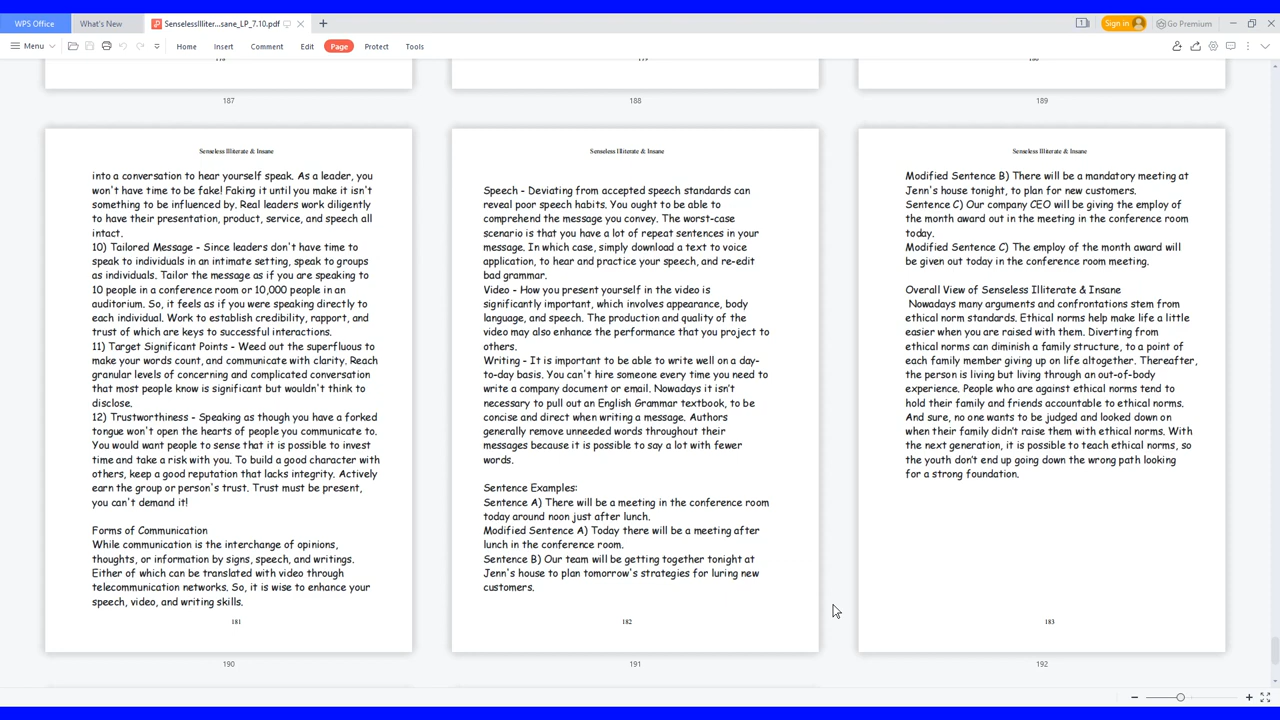 WPS Office
What's New
SenselessIlliter...sane_LP_7.10.pdf
1
Sign in
Go Premium
Menu
Home
Insert
Comment
Edit
Page
Protect
Tools
187
188
189
Senseless Illiterate & Insane
into a conversation to hear yourself speak. As a leader, you
won't have time to be fake! Faking it until you make it isn't
something to be influenced by. Real leaders work diligently
to have their presentation, product, service, and speech all
intact.
10) Tailored Message - Since leaders don't have time to
speak to individuals in an intimate setting, speak to groups
as individuals. Tailor the message as if you are speaking to
10 people in a conference room or 10,000 people in an
auditorium. So, it feels as if you were speaking directly to
each individual. Work to establish credibility, rapport, and
trust of which are keys to successful interactions.
11) Target Significant Points - Weed out the superfluous to
make your words count, and communicate with clarity. Reach
granular levels of concerning and complicated conversation
that most people know is significant but wouldn't think to
disclose.
12) Trustworthiness - Speaking as though you have a forked
tongue won't open the hearts of people you communicate to.
You would want people to sense that it is possible to invest
time and take a risk with you. To build a good character with
others, keep a good reputation that lacks integrity. Actively
earn the group or person's trust. Trust must be present,
you can't demand it!
Forms of Communication
While communication is the interchange of opinions,
thoughts, or information by signs, speech, and writings.
Either of which can be translated with video through
telecommunication networks. So, it is wise to enhance your
speech, video, and writing skills.
181
190
Senseless Illiterate & Insane
Speech - Deviating from accepted speech standards can
reveal poor speech habits. You ought to be able to
comprehend the message you convey. The worst-case
scenario is that you have a lot of repeat sentences in your
message. In which case, simply download a text to voice
application, to hear and practice your speech, and re-edit
bad grammar.
Video - How you present yourself in the video is
significantly important, which involves appearance, body
language, and speech. The production and quality of the
video may also enhance the performance that you project to
others.
Writing - It is important to be able to write well on a day-
to-day basis. You can't hire someone every time you need to
write a company document or email. Nowadays it isn't
necessary to pull out an English Grammar textbook, to be
concise and direct when writing a message. Authors
generally remove unneeded words throughout their
messages because it is possible to say a lot with fewer
words.
Sentence Examples:
Sentence A) There will be a meeting in the conference room
today around noon just after lunch.
Modified Sentence A) Today there will be a meeting after
lunch in the conference room.
Sentence B) Our team will be getting together tonight at
Jenn's house to plan tomorrow's strategies for luring new
customers.
182
191
Senseless Illiterate & Insane
Modified Sentence B) There will be a mandatory meeting at
Jenn's house tonight, to plan for new customers.
Sentence C) Our company CEO will be giving the employ of
the month award out in the meeting in the conference room
today.
Modified Sentence C) The employ of the month award will
be given out today in the conference room meeting.
Overall View of Senseless Illiterate & Insane
Nowadays many arguments and confrontations stem from
ethical norm standards. Ethical norms help make life a little
easier when you are raised with them. Diverting from
ethical norms can diminish a family structure, to a point of
each family member giving up on life altogether. Thereafter,
the person is living but living through an out-of-body
experience. People who are against ethical norms tend to
hold their family and friends accountable to ethical norms.
And sure, no one wants to be judged and looked down on
when their family didn't raise them with ethical norms. With
the next generation, it is possible to teach ethical norms, so
the youth don't end up going down the wrong path looking
for a strong foundation.
183
192